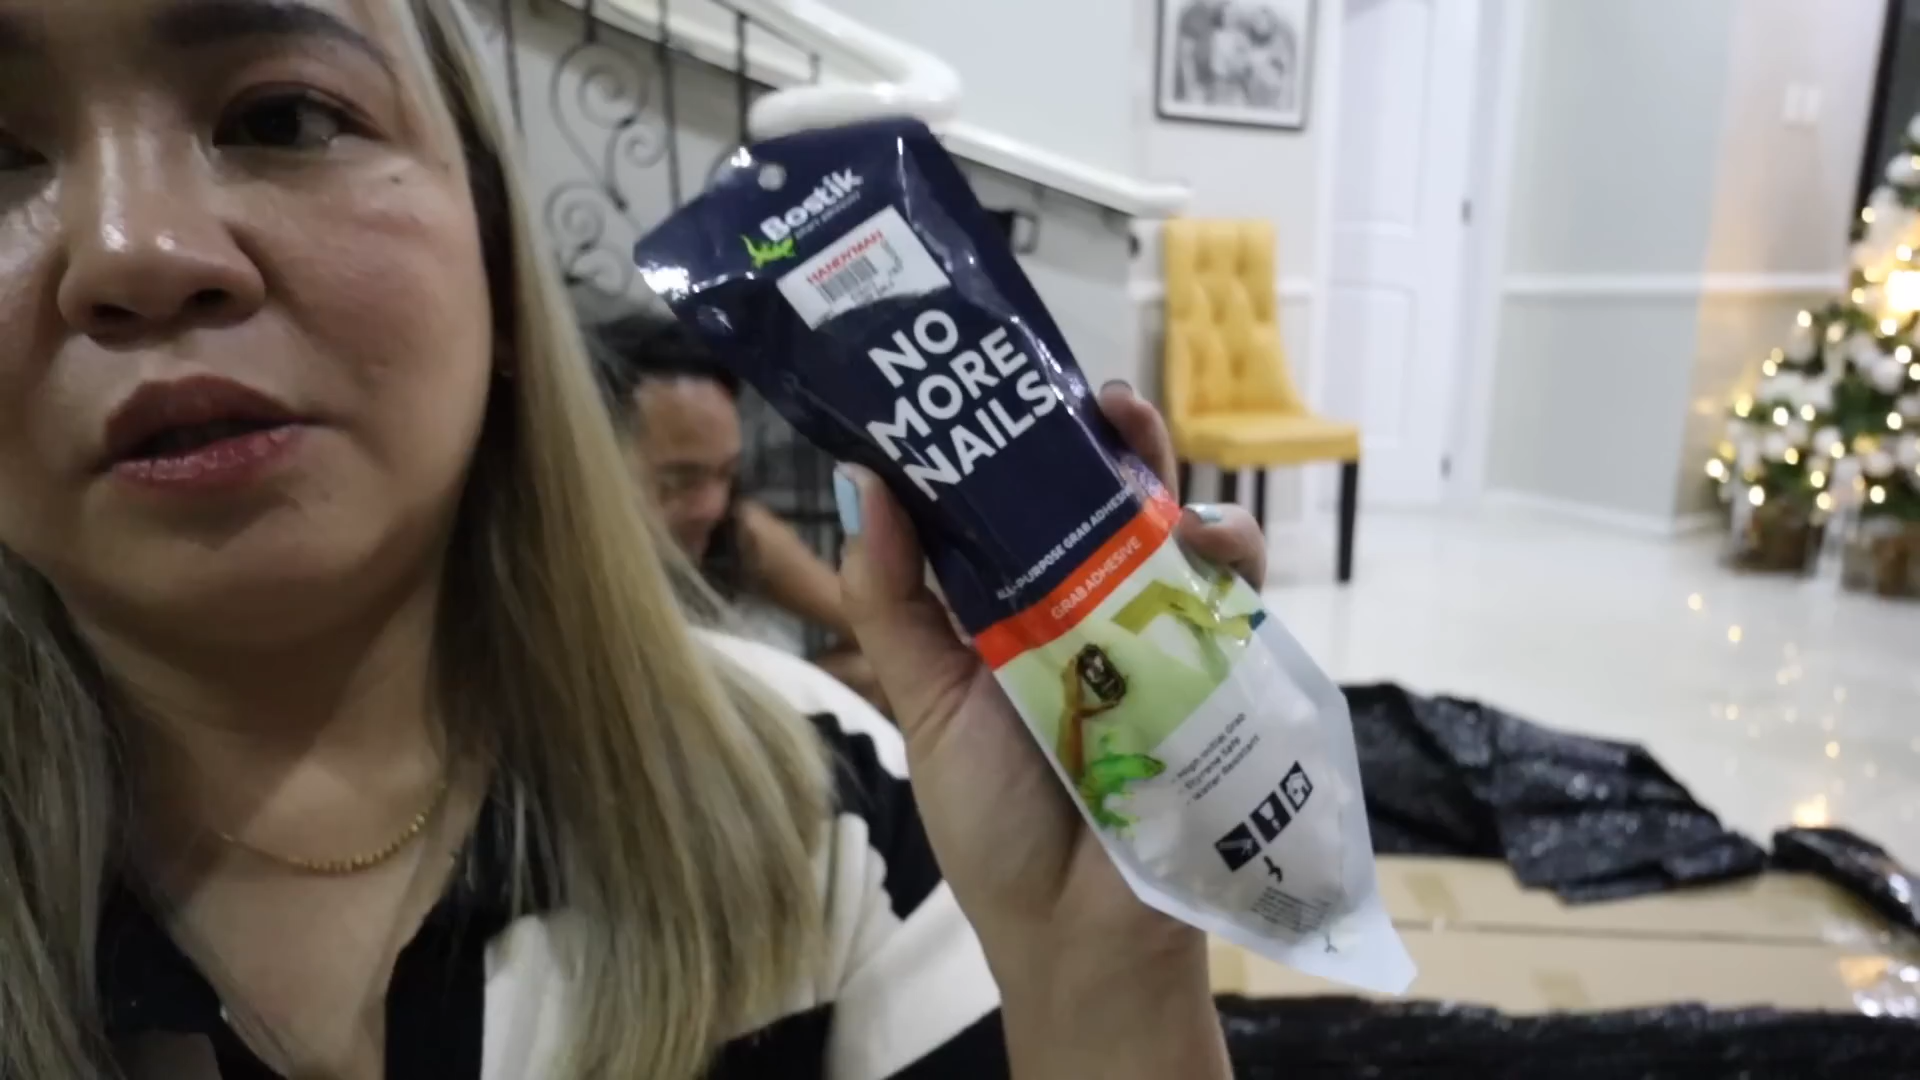 Bostik
HANDYMAN
NO
MORE
NAILS
ALL-PURPOSE GRAB ADHESIVE
GRAB ADHESIVE
- High Initial Grab
- Styrene Safe
- Water Resistant